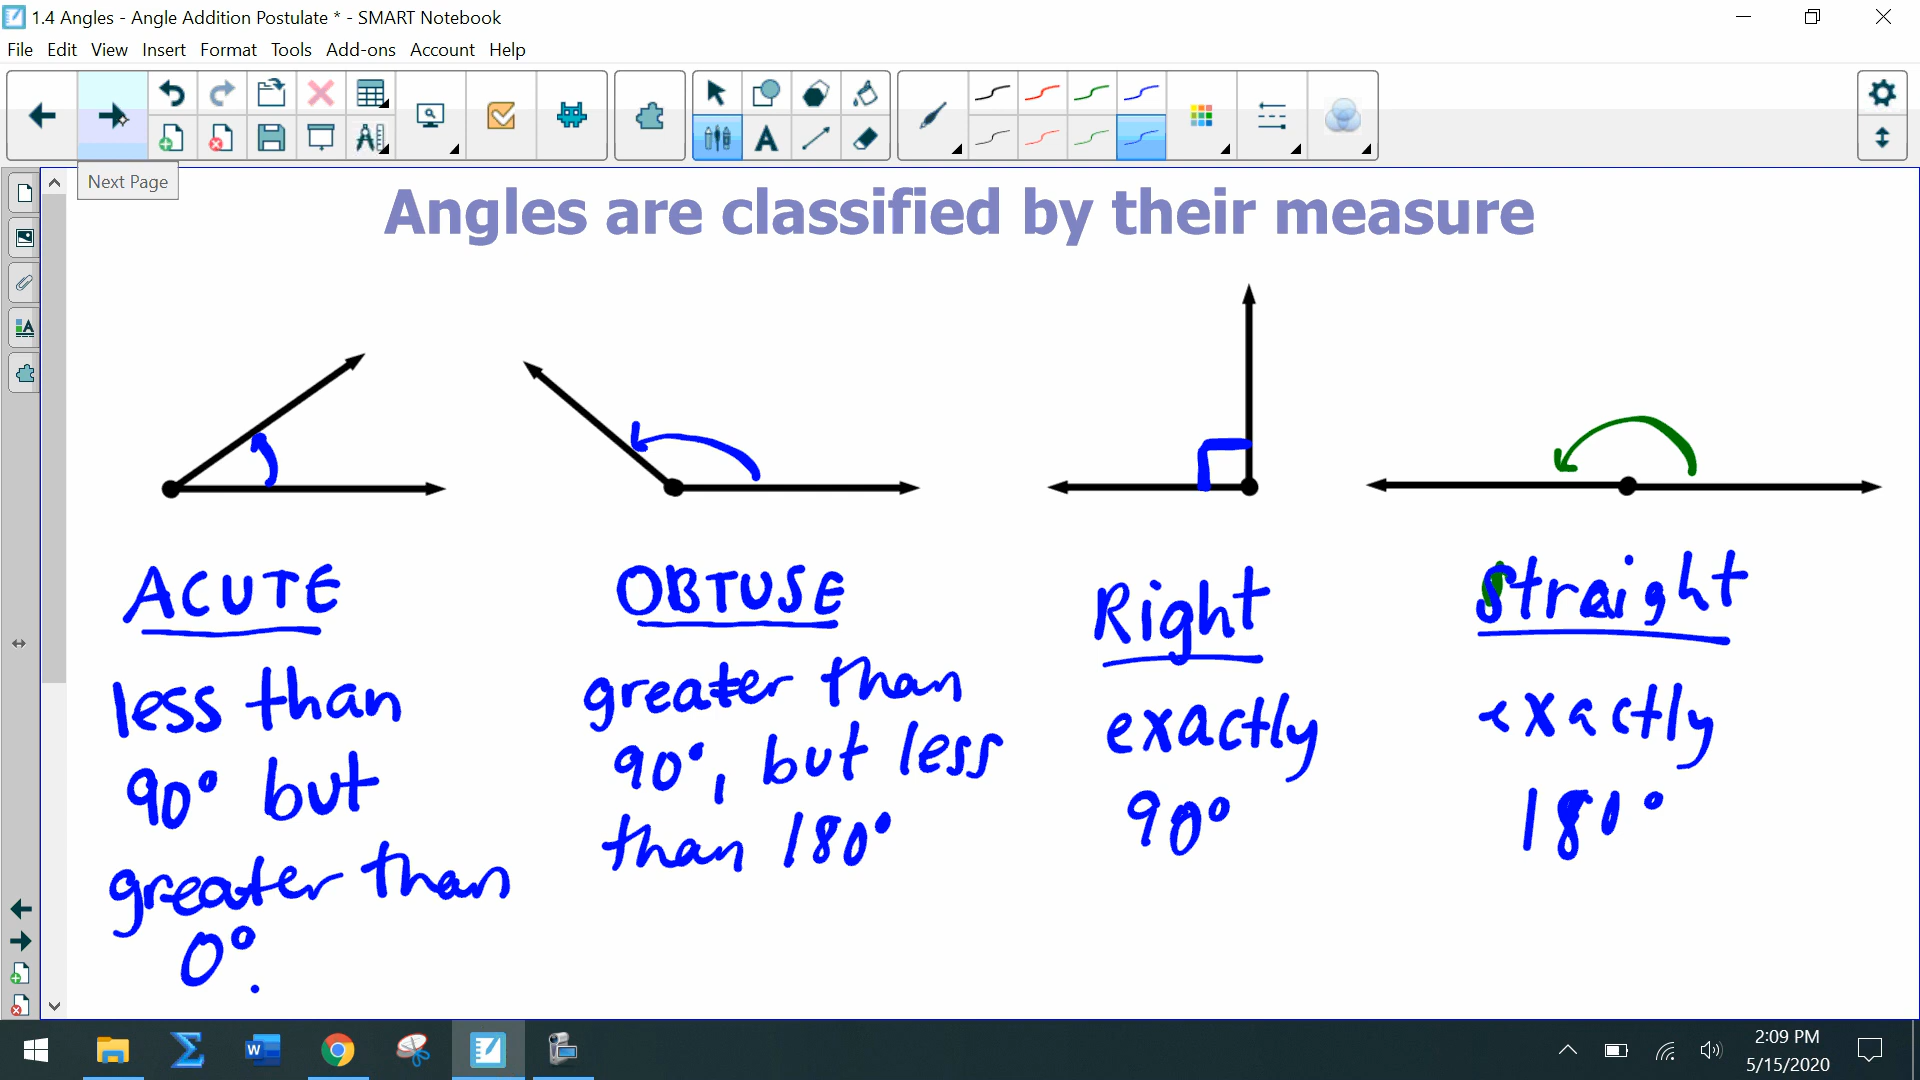 1.4 Angles - Angle Addition Postulate * - SMART Notebook
File Edit View Insert Format Tools Add-ons Account Help
Next Page
Angles are classified by their measure
ACUTE
less than
90° but
greater than
0°.
OBTUSE
greater than
90°, but less
than 180°
Right
exactly
90°
Straight
exactly
180°
2:09 PM
5/15/2020